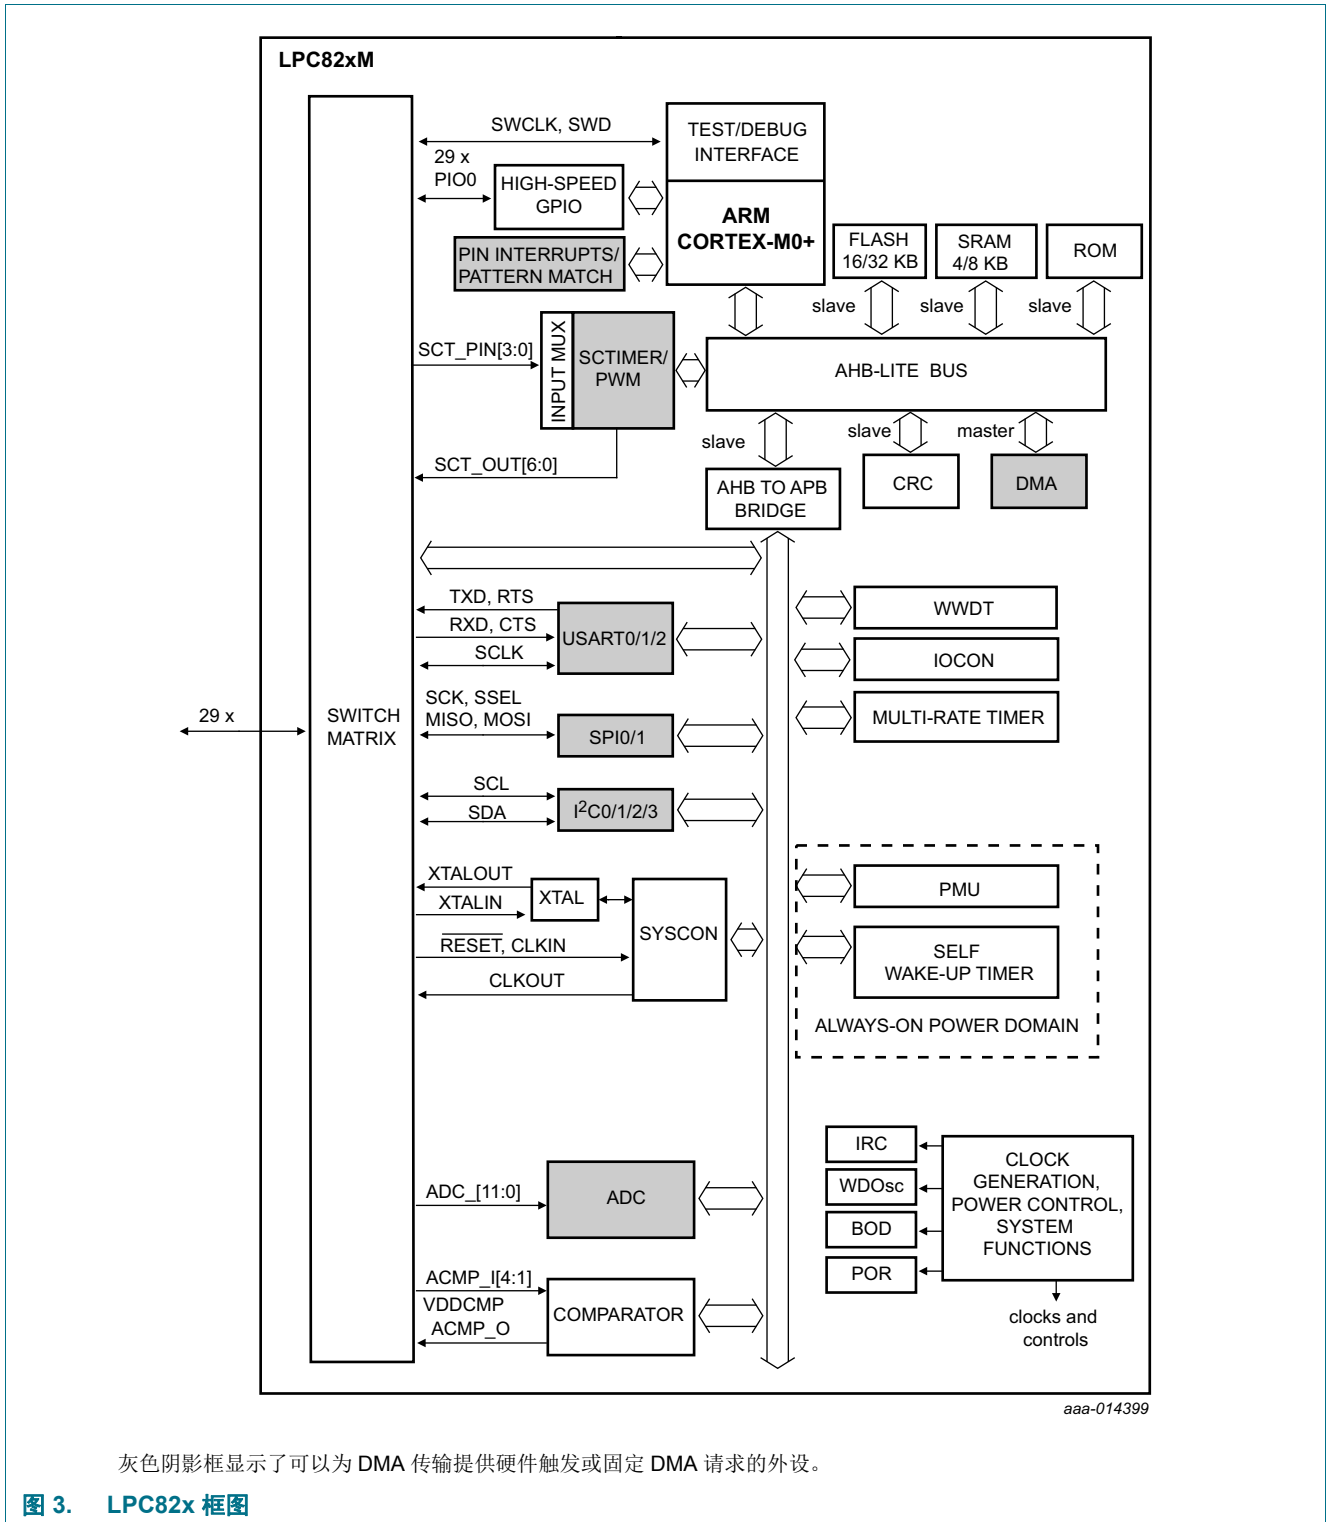 LPC82xM
SWCLK, SWD
TEST/DEBUG
INTERFACE
29 x
PIO0
HIGH-SPEED
GPIO
ARM
CORTEX-M0+
PIN INTERRUPTS/
PATTERN MATCH
FLASH
16/32 KB
SRAM
4/8 KB
ROM
slave
slave
slave
SCT_PIN[3:0]
INPUT MUX
SCTIMER/
PWM
AHB-LITE BUS
SCT_OUT[6:0]
slave
slave
master
AHB TO APB
BRIDGE
CRC
DMA
TXD, RTS
RXD, CTS
SCLK
USART0/1/2
WWDT
IOCON
SCK, SSEL
MISO, MOSI
SPI0/1
MULTI-RATE TIMER
29 x
SWITCH
MATRIX
SCL
SDA
I2C0/1/2/3
XTALOUT
XTALIN
XTAL
RESET, CLKIN
CLKOUT
SYSCON
PMU
SELF
WAKE-UP TIMER
ALWAYS-ON POWER DOMAIN
ADC_[11:0]
ADC
IRC
WDOsc
BOD
POR
CLOCK
GENERATION,
POWER CONTROL,
SYSTEM
FUNCTIONS
clocks and
controls
ACMP_I[4:1]
VDDCMP
ACMP_O
COMPARATOR
aaa-014399
灰色阴影框显示了可以为 DMA 传输提供硬件触发或固定 DMA 请求的外设。
图 3. LPC82x 框图